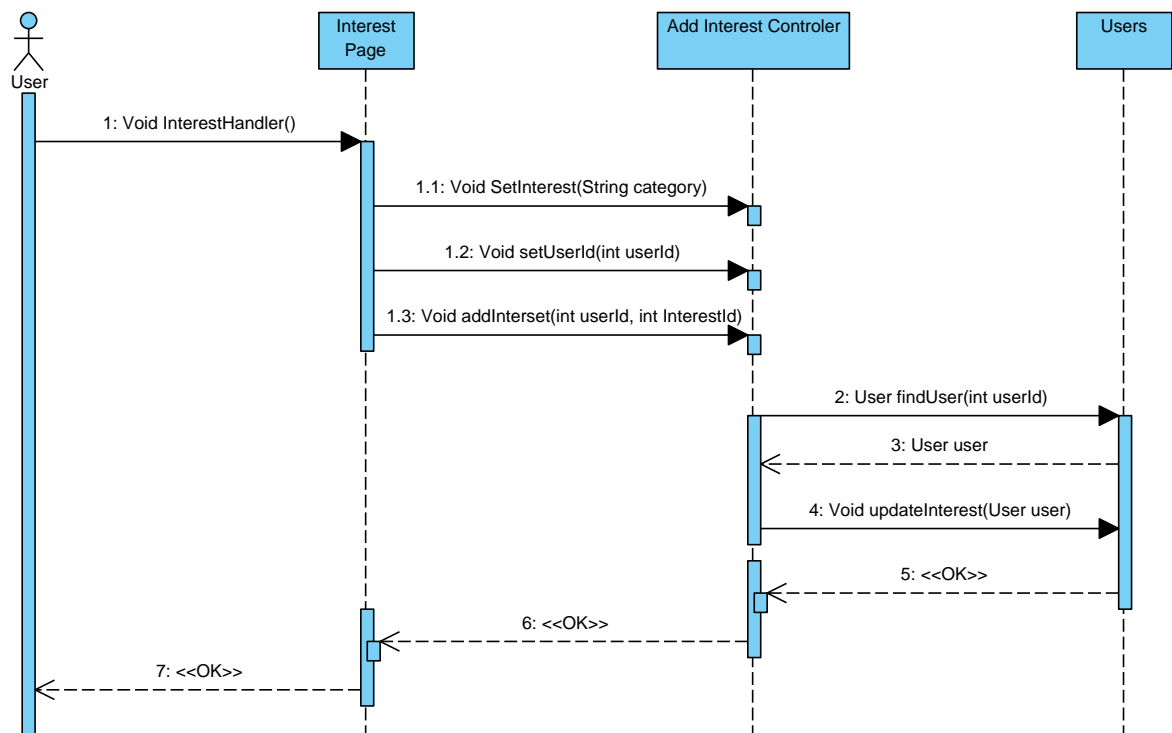 Interest
Page
Add Interest Controler
Users
User
1: Void InterestHandler()
1.1: Void SetInterest(String category)
1.2: Void setUserId(int userId)
1.3: Void addInterset(int userId, int InterestId)
2: User findUser(int userId)
3: User user
4: Void updateInterest(User user)
5: <<OK>>
6: <<OK>>
7: <<OK>>